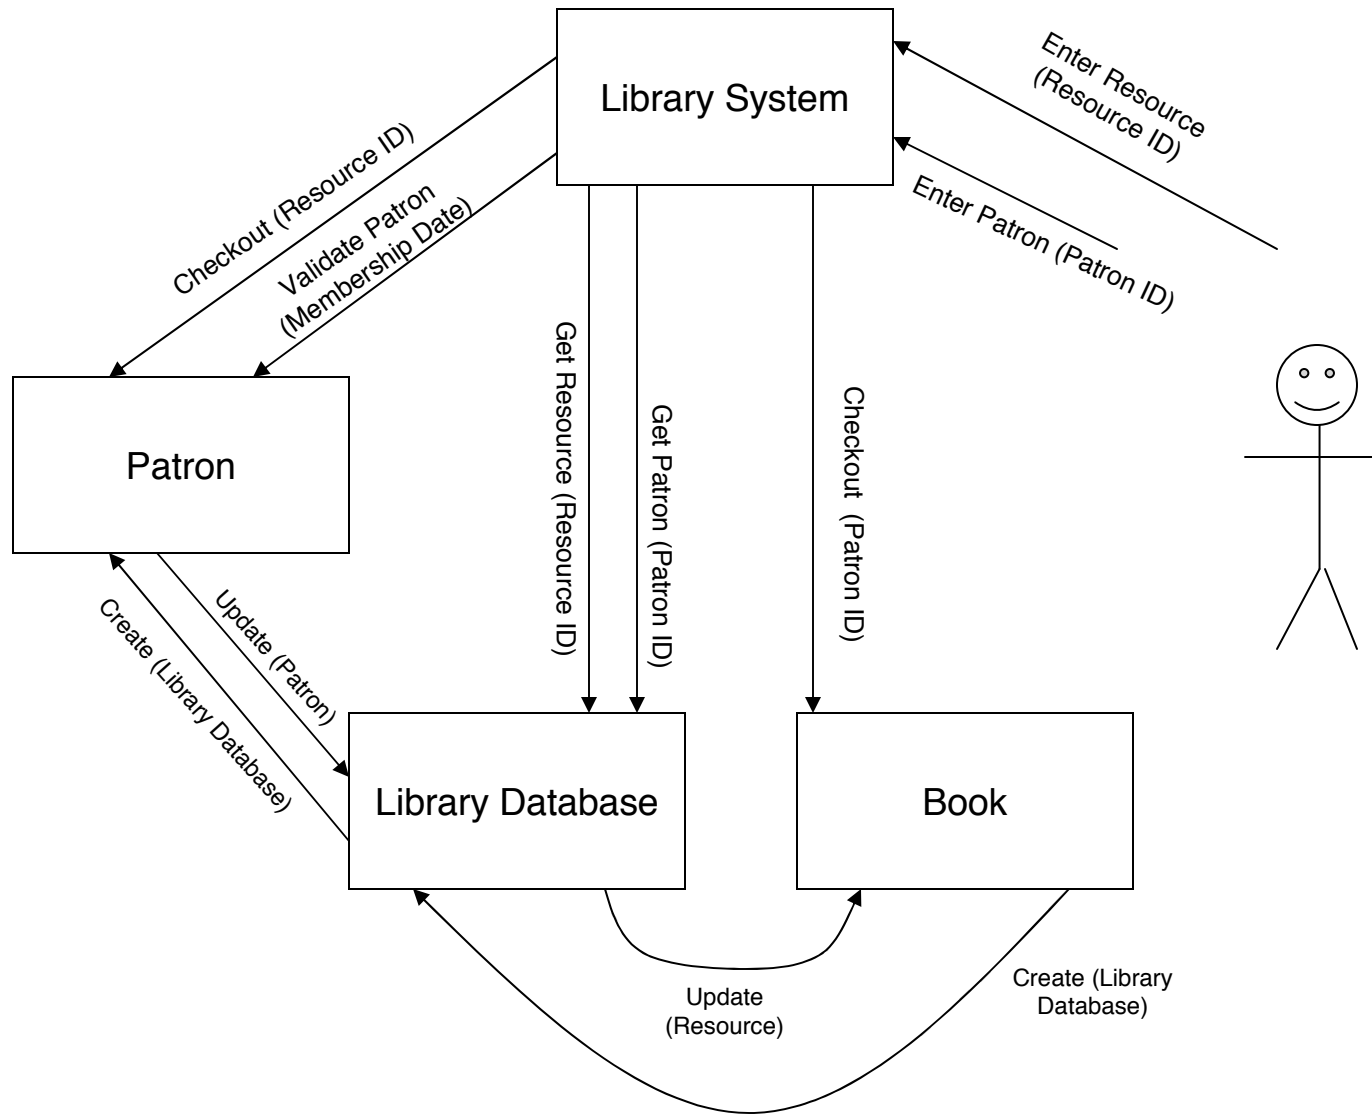 Library System
Enter Resource
(Resource ID)
Enter Patron (Patron ID)
Checkout (Resource ID)
Validate Patron
(Membership Date)
Get Resource (Resource ID)
Get Patron (Patron ID)
Checkout (Patron ID)
Patron
Update (Patron)
Create (Library Database)
Library Database
Book
Update
(Resource)
Create (Library
Database)